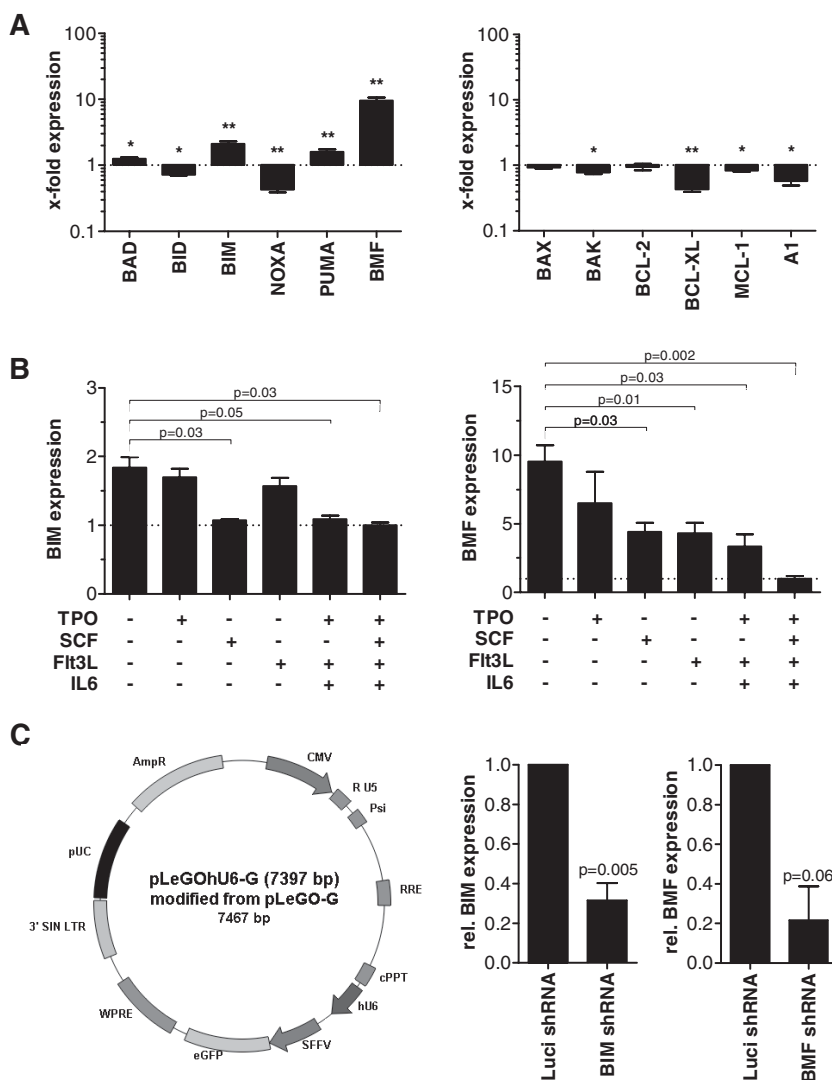 A
x-fold expression
100
10
1
0.1
* * ** ** ** **
BAD BID BIM NOXA PUMA BMF
x-fold expression
100
10
1
0.1
* ** * *
BAX BAK BCL-2 BCL-XL MCL-1 A1
B
BIM expression
3
2
1
0
p=0.03
p=0.05
p=0.03
TPO - + - - + +
SCF - - + - - +
Flt3L - - - + + +
IL6 - - - - + +
BMF expression
15
10
5
0
p=0.002
p=0.03
p=0.01
p=0.03
TPO - + - - + +
SCF - - + - - +
Flt3L - - - + + +
IL6 - - - - + +
C
AmpR
CMV
R U5
Psi
pUC
RRE
pLeGOhU6-G (7397 bp)
modified from pLeGO-G
7467 bp
3' SIN LTR
cPPT
hU6
WPRE
SFFV
eGFP
rel. BIM expression
1.0
0.8
0.6
0.4
0.2
0.0
p=0.005
Luci shRNA
BIM shRNA
rel. BMF expression
1.0
0.8
0.6
0.4
0.2
0.0
p=0.06
Luci shRNA
BMF shRNA